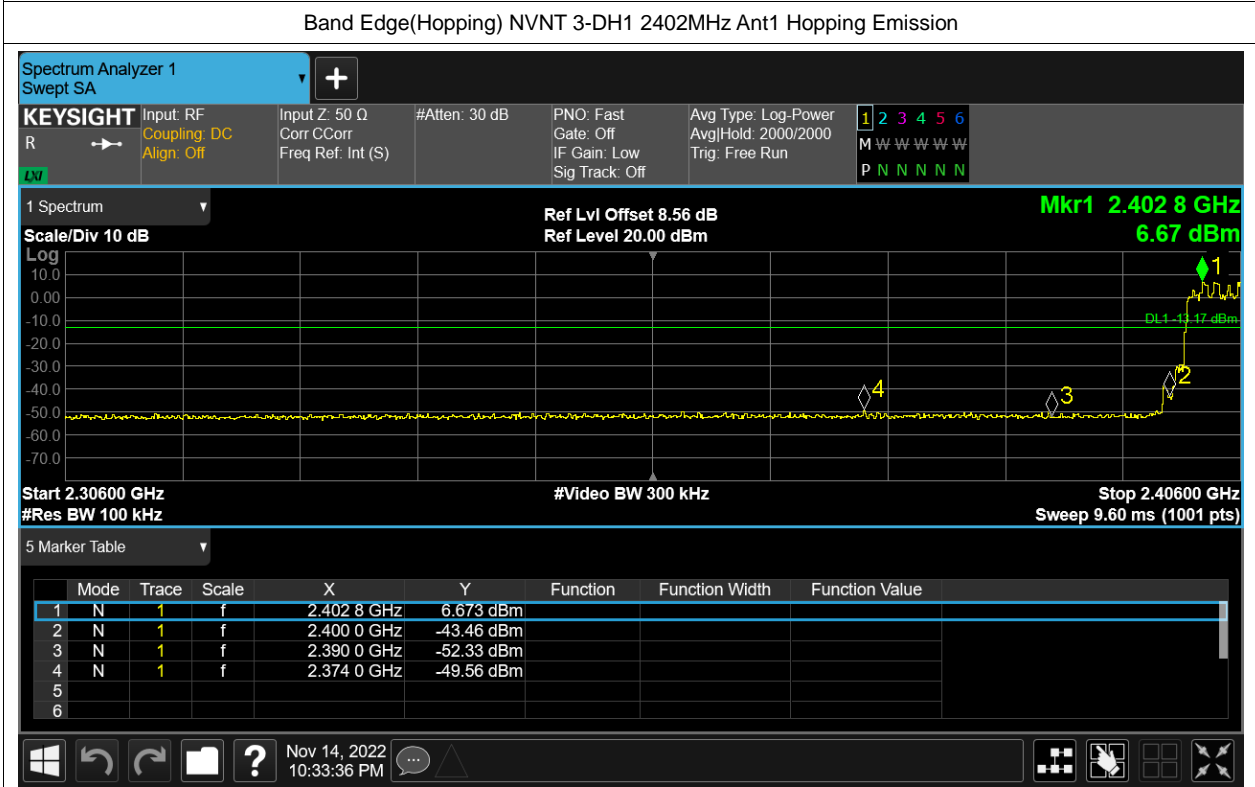 Band Edge(Hopping) NVNT 3-DH1 2402MHz Ant1 Hopping Emission
Spectrum Analyzer 1
Swept SA
KEYSIGHT
R
LXI
Input: RF
Coupling: DC
Align: Off
Input Z: 50 Ω
Corr CCorr
Freq Ref: Int (S)
#Atten: 30 dB
PNO: Fast
Gate: Off
IF Gain: Low
Sig Track: Off
Avg Type: Log-Power
Avg|Hold: 2000/2000
Trig: Free Run
1 2 3 4 5 6
M W W W W W
P N N N N N
1 Spectrum
Scale/Div 10 dB
Ref Lvl Offset 8.56 dB
Ref Level 20.00 dBm
Mkr1 2.402 8 GHz
6.67 dBm
Log
10.0
0.00
-10.0
-20.0
-30.0
-40.0
-50.0
-60.0
-70.0
1
DL1 -13.17 dBm
2
4
3
Start 2.30600 GHz
#Res BW 100 kHz
#Video BW 300 kHz
Stop 2.40600 GHz
Sweep 9.60 ms (1001 pts)
5 Marker Table
Mode Trace Scale X Y Function Function Width Function Value
1 N 1 f 2.402 8 GHz 6.673 dBm
2 N 1 f 2.400 0 GHz -43.46 dBm
3 N 1 f 2.390 0 GHz -52.33 dBm
4 N 1 f 2.374 0 GHz -49.56 dBm
5
6
Nov 14, 2022
10:33:36 PM